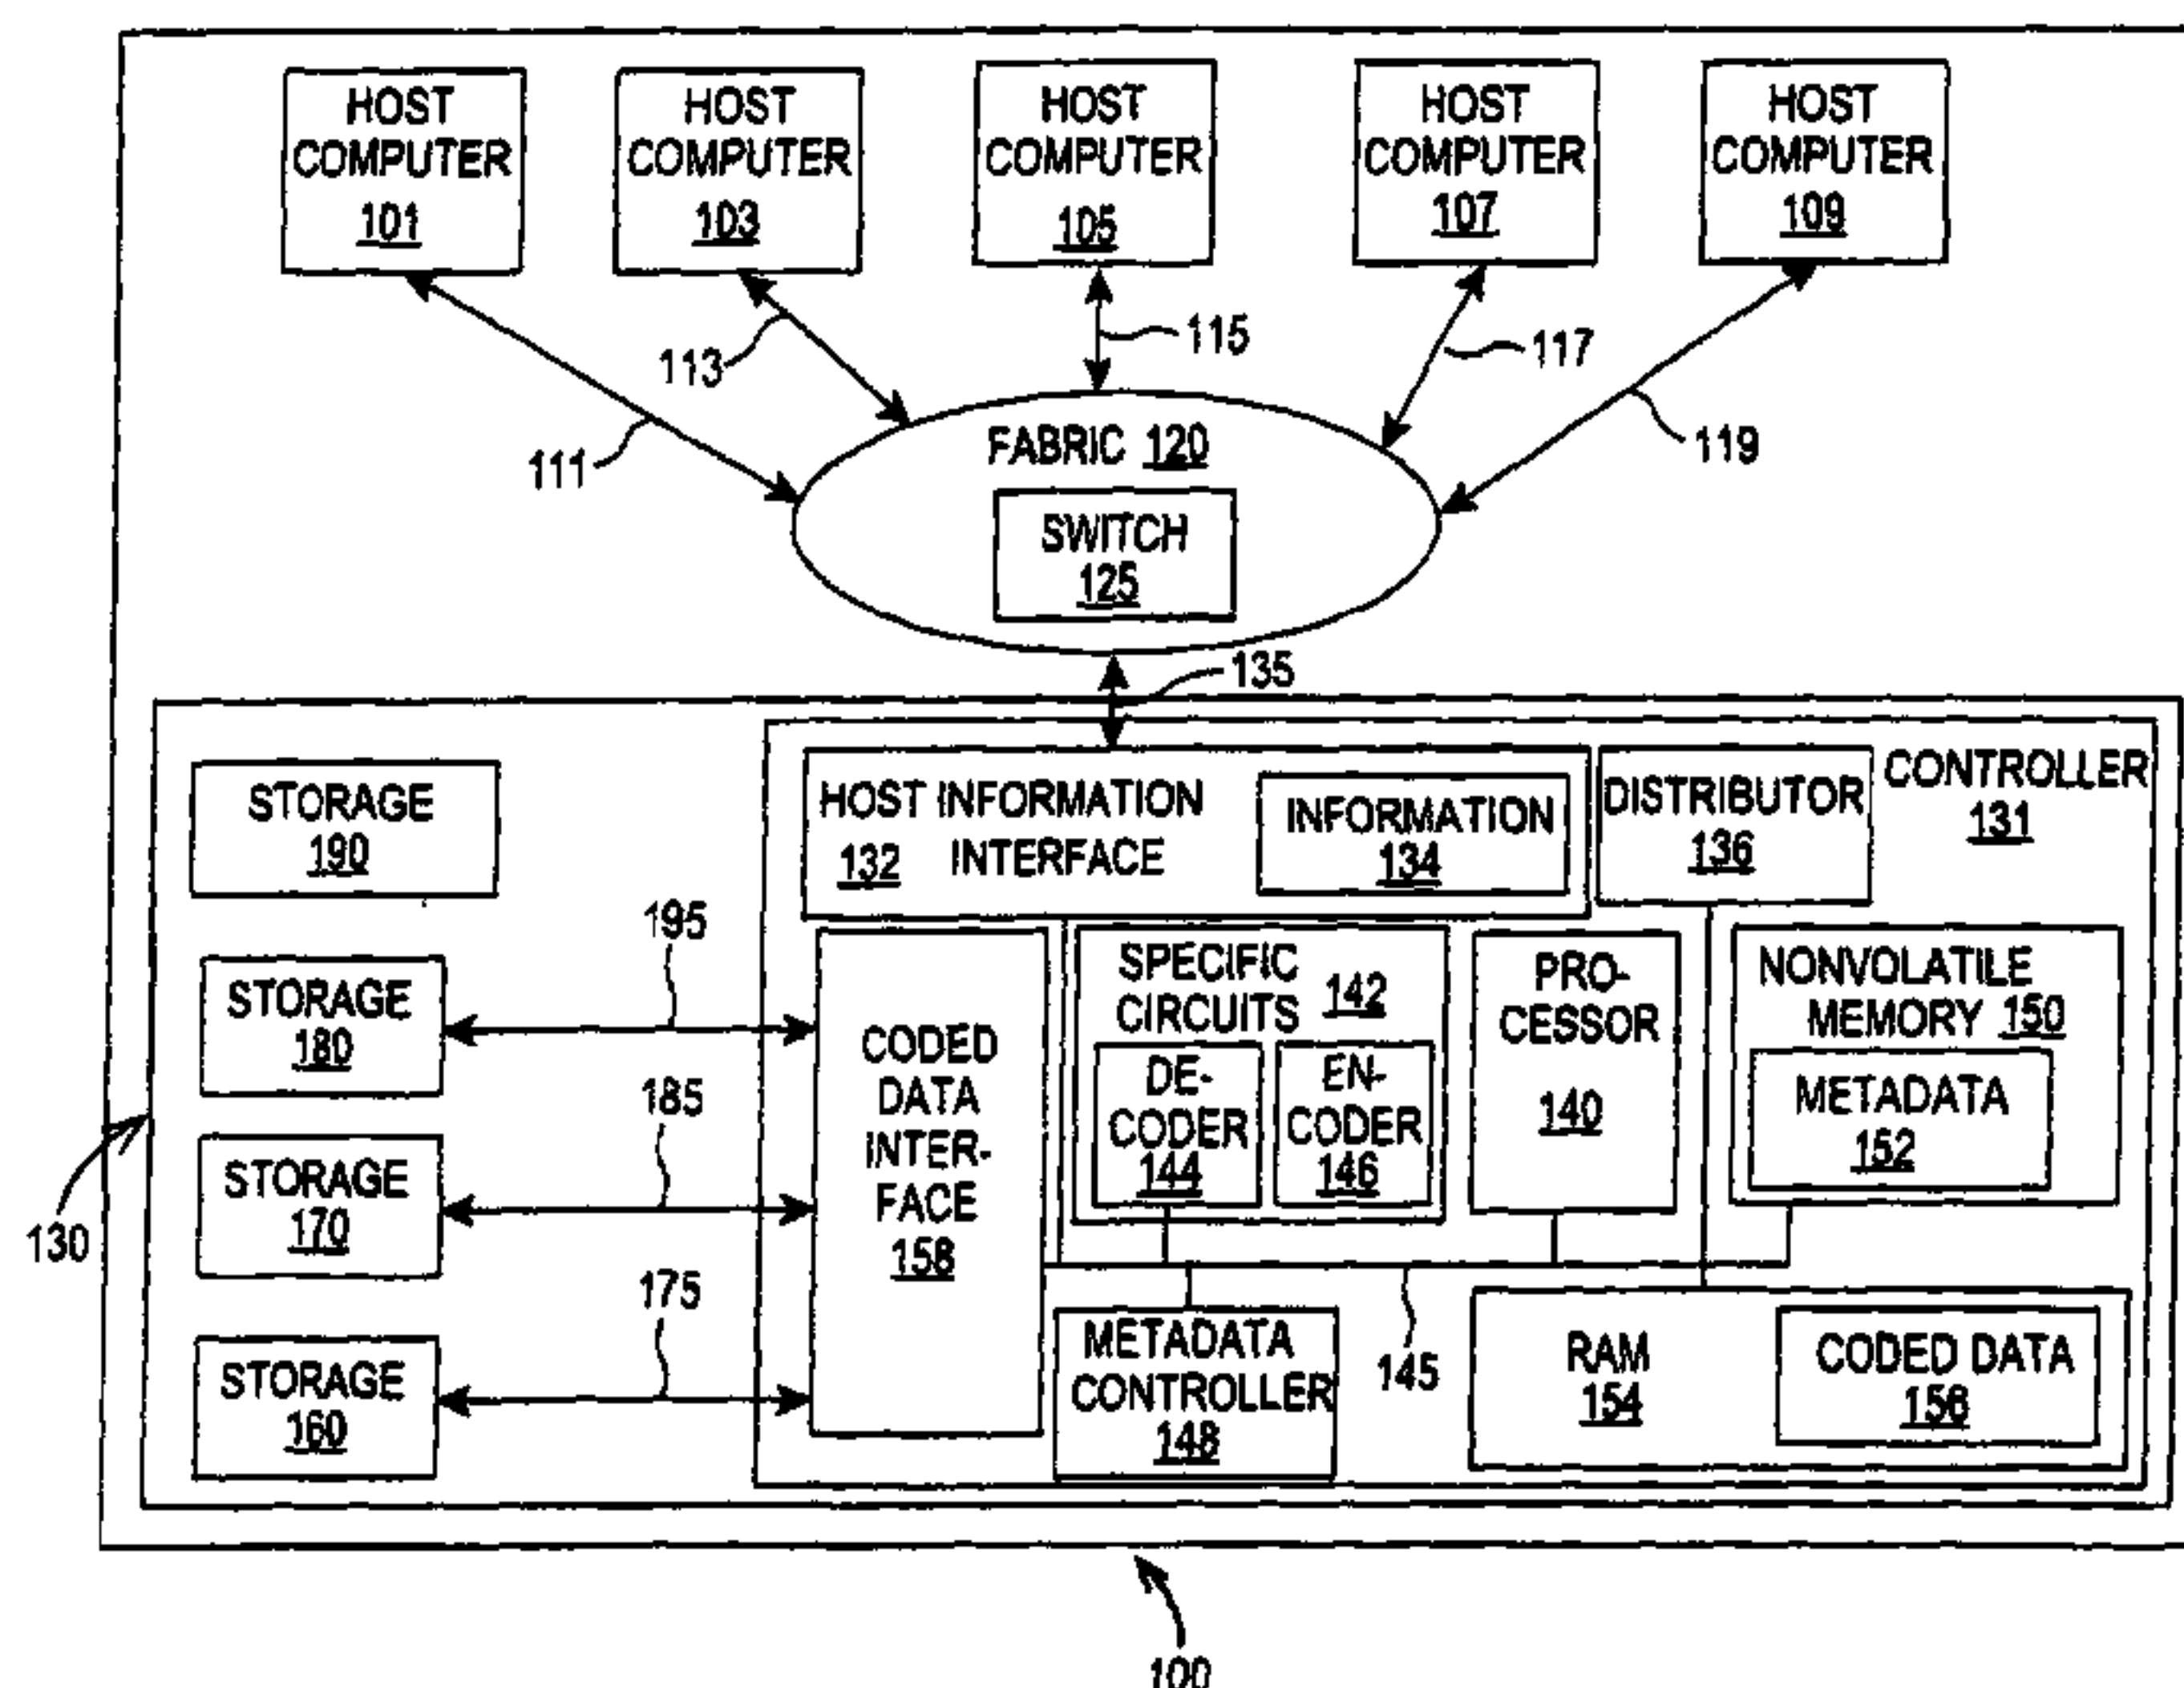 HOST
COMPUTER
101
HOST
COMPUTER
103
HOST
COMPUTER
105
HOST
COMPUTER
107
HOST
COMPUTER
109
111
113
115
117
119
FABRIC 120
SWITCH
125
135
STORAGE
190
STORAGE
180
STORAGE
170
STORAGE
160
195
185
175
130
HOST INFORMATION
132 INTERFACE
INFORMATION
134
DISTRIBUTOR
136
CONTROLLER
131
CODED
DATA
INTER-
FACE
158
SPECIFIC
CIRCUITS 142
DE-
CODER
144
EN-
CODER
146
PRO-
CESSOR
140
NONVOLATILE
MEMORY 150
METADATA
152
METADATA
CONTROLLER
148
145
RAM
154
CODED DATA
156
100